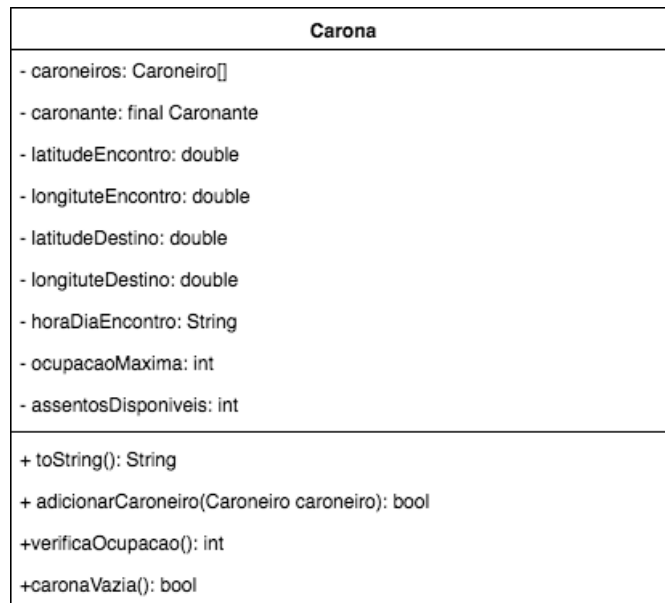 Carona
- caroneiros: Caroneiro[]
- caronante: final Caronante
- latitudeEncontro: double
- longituteEncontro: double
- latitudeDestino: double
- longituteDestino: double
- horaDiaEncontro: String
- ocupacaoMaxima: int
- assentosDisponiveis: int
+ toString(): String
+ adicionarCaroneiro(Caroneiro caroneiro): bool
+verificaOcupacao(): int
+caronaVazia(): bool